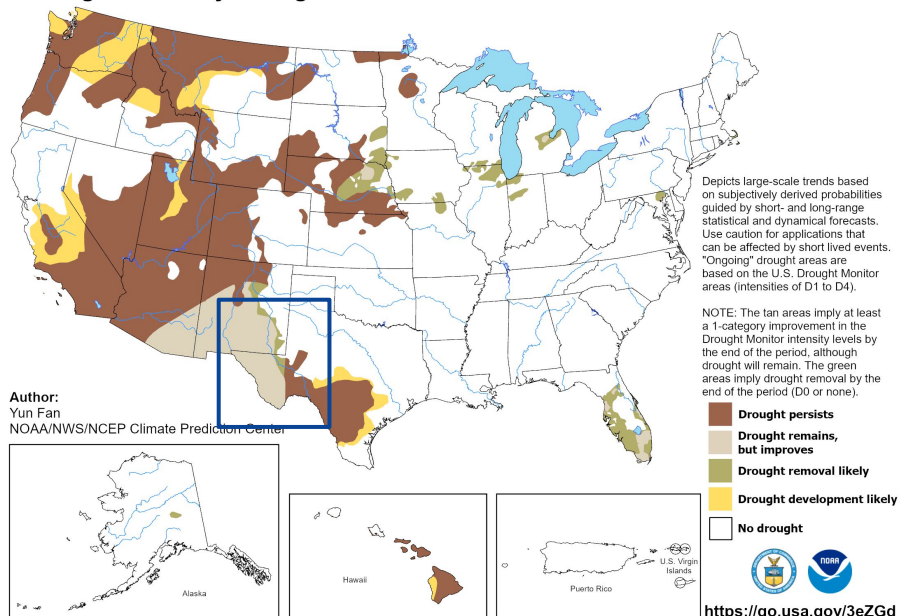 Depicts large-scale trends based
on subjectively derived probabilities
guided by short- and long-range
statistical and dynamical forecasts.
Use caution for applications that
can be affected by short lived events.
"Ongoing" drought areas are
based on the U.S. Drought Monitor
areas (intensities of D1 to D4).
NOTE: The tan areas imply at least
a 1-category improvement in the
Drought Monitor intensity levels by
the end of the period, although
drought will remain. The green
areas imply drought removal by the
end of the period (D0 or none).
Author:
Yun Fan
NOAA/NWS/NCEP Climate Prediction Center
Drought persists
Drought remains,
but improves
Drought removal likely
Drought development likely
No drought
Alaska
Hawaii
Puerto Rico
U.S. Virgin
Islands
NOAA
https://go.usa.gov/3eZGd